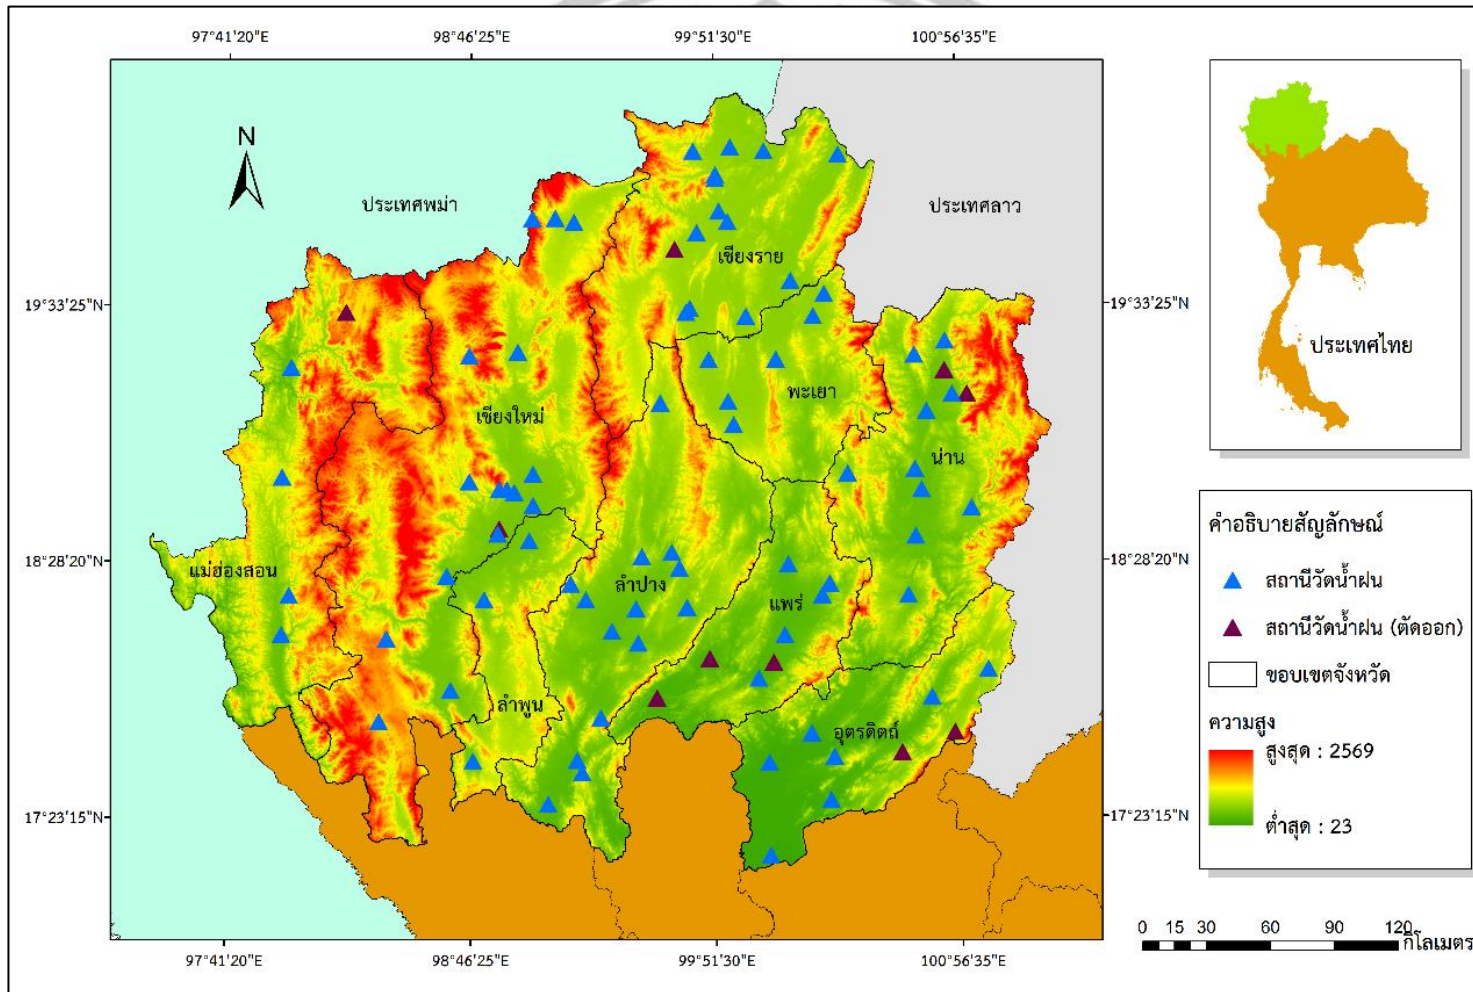 97°41'20"E 98°46'25"E 99°51'30"E 100°56'35"E
N
ประเทศพม่า
ประเทศลาว
เชียงราย
19°33'25"N
19°33'25"N
ประเทศไทย
พะเยา
เชียงใหม่
น่าน
18°28'20"N
18°28'20"N
แม่ฮ่องสอน
ลำปาง
แพร่
ลำพูน
อุตรดิตถ์
17°23'15"N
17°23'15"N
97°41'20"E 98°46'25"E 99°51'30"E 100°56'35"E
คำอธิบายสัญลักษณ์
สถานีวัดน้ำฝน
สถานีวัดน้ำฝน (ตัดออก)
ขอบเขตจังหวัด
ความสูง
สูงสุด : 2569
ต่ำสุด : 23
0 15 30 60 90 120
กิโลเมตร